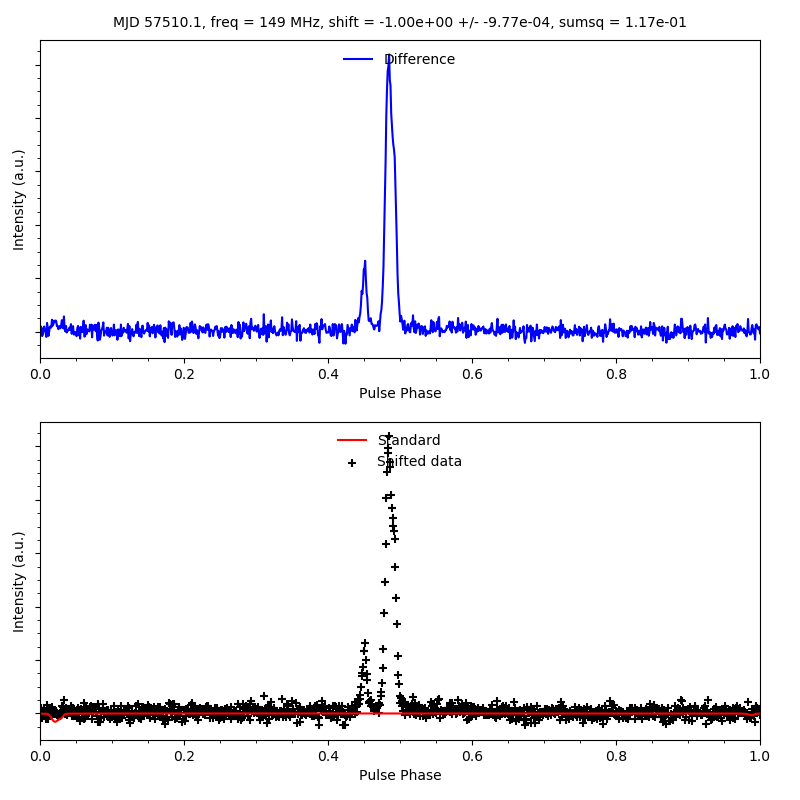 MJD 57510.1, freq = 149 MHz, shift = -1.00e+00 +/- -9.77e-04, sumsq = 1.17e-01
Difference
Intensity (a.u.)
0.0 0.2 0.4 0.6 0.8 1.0
Pulse Phase
Standard
Shifted data
Intensity (a.u.)
0.0 0.2 0.4 0.6 0.8 1.0
Pulse Phase